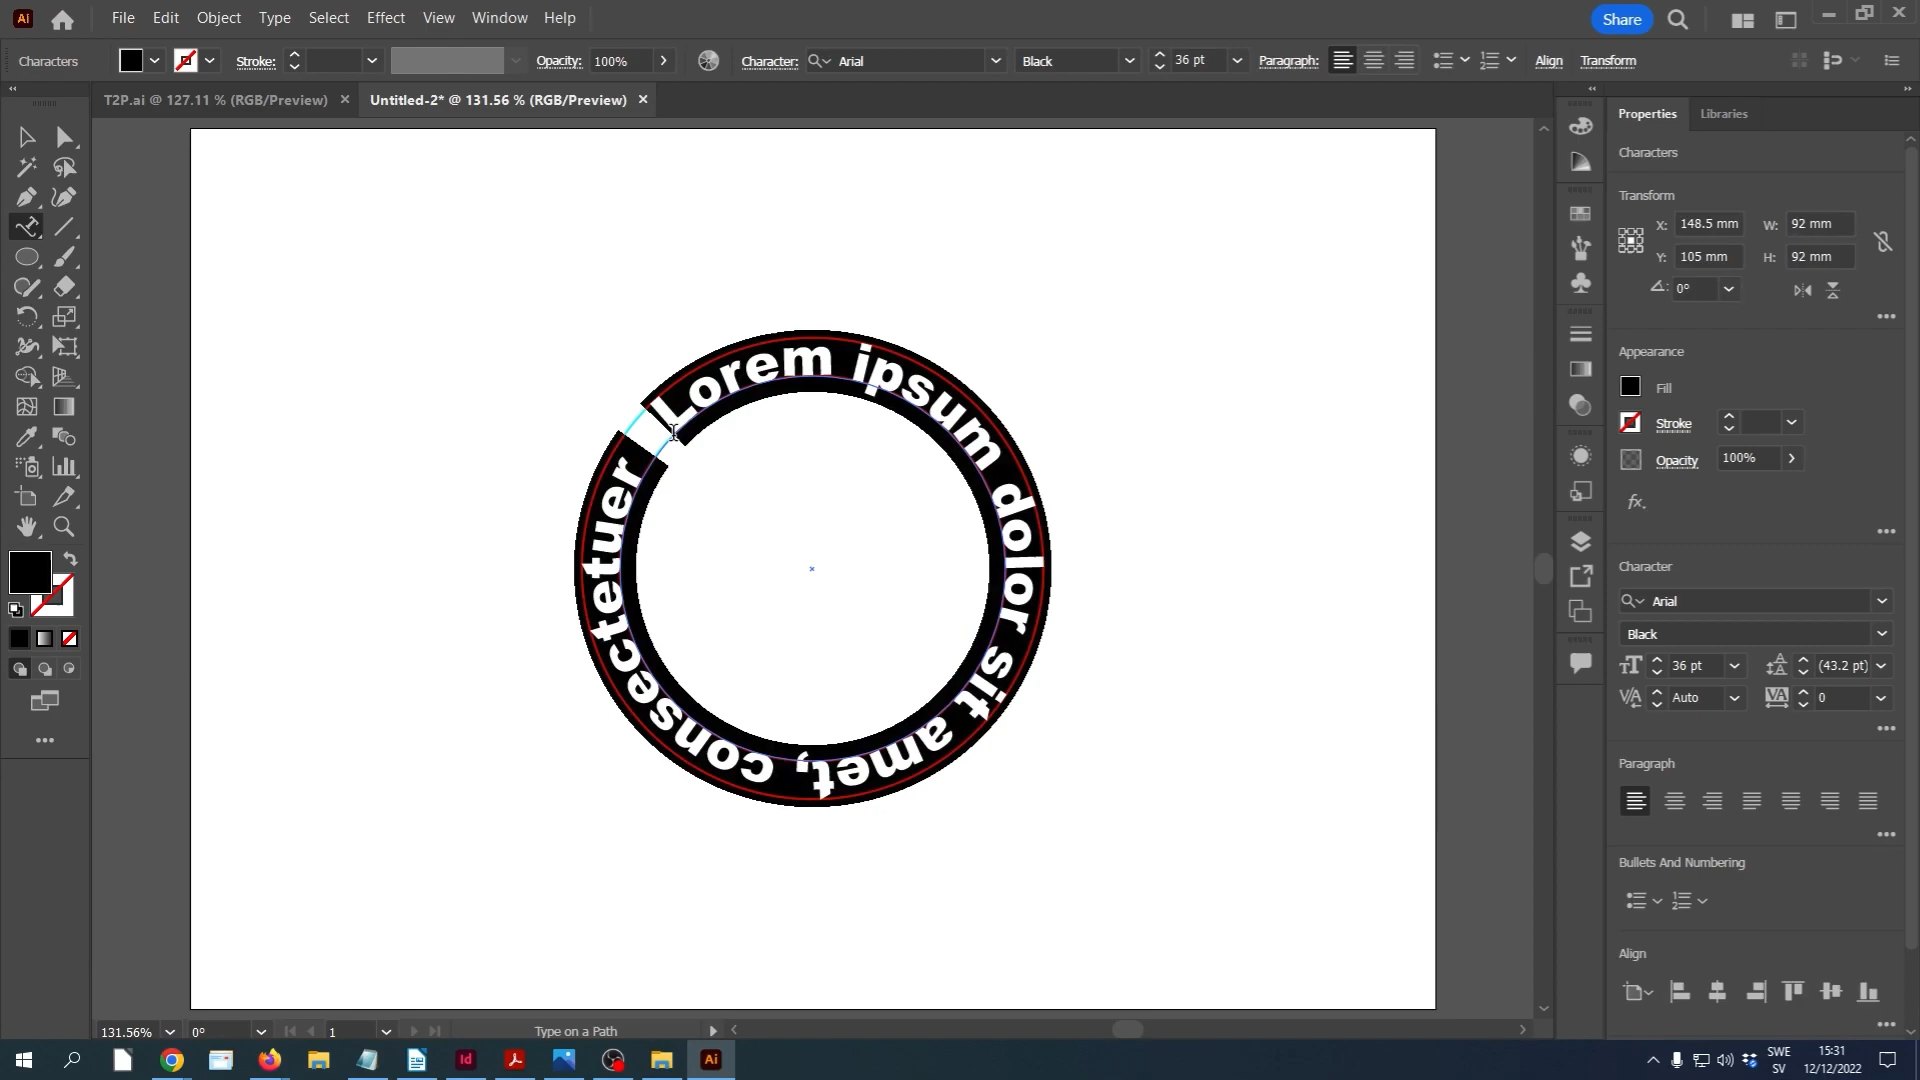 Ai File Edit Object Type Select Effect View Window Help Share
Characters Stroke: Opacity: 100% Character: Arial Black 36 pt Paragraph: Align Transform
T2P.ai @ 127.11 % (RGB/Preview) Untitled-2* @ 131.56 % (RGB/Preview)
Properties Libraries
Characters
Transform
X: 148.5 mm W: 92 mm
Y: 105 mm H: 92 mm
0°
Appearance
Fill
Stroke
Opacity 100%
fx.
Character
Arial
Black
36 pt (43.2 pt)
Auto 0
Paragraph
Bullets And Numbering
Align
Lorem ipsum dolor sit amet, consectetuer
131.56% 0° 1 Type on a Path
Id Ai SWE 15:31
SV 12/12/2022